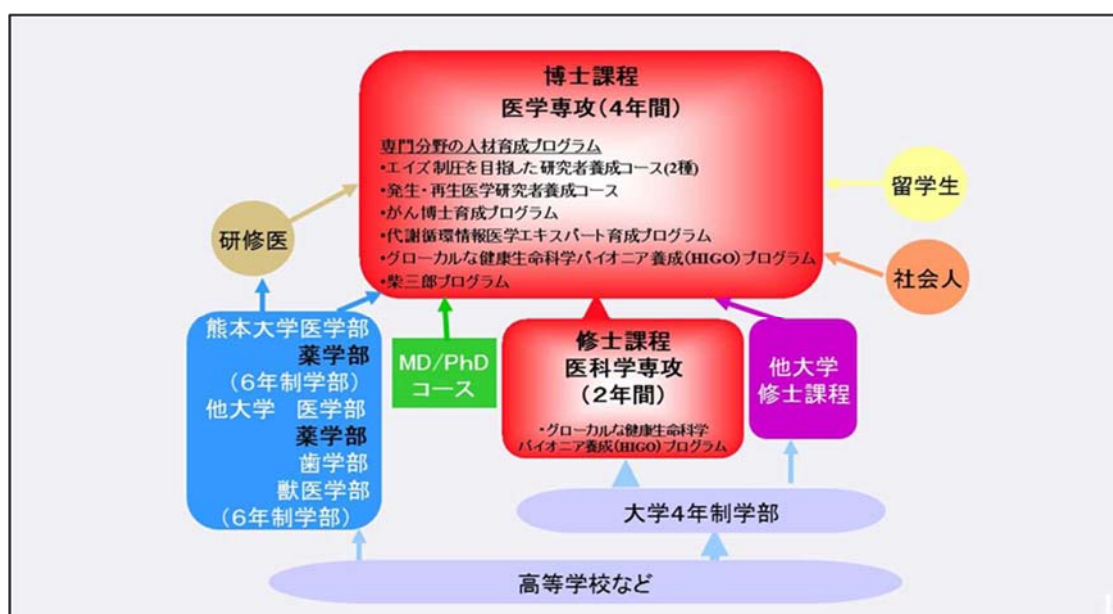 博士課程
医学専攻(4年間)
専門分野の人材育成プログラム
•エイズ制圧を目指した研究者養成コース(2種)
•発生・再生医学研究者養成コース
•がん博士育成プログラム
•代謝循環情報医学エキスパート育成プログラム
•グローカルな健康生命科学パイオニア養成(HIGO)プログラム
•柴三郎プログラム
留学生
研修医
社会人
熊本大学医学部
薬学部
(6年制学部)
他大学 医学部
薬学部
歯学部
獣医学部
(6年制学部)
MD/PhD
コース
修士課程
医科学専攻
(2年間)
•グローカルな健康生命科学
パイオニア養成(HIGO)プログラム
他大学
修士課程
大学4年制学部
高等学校など